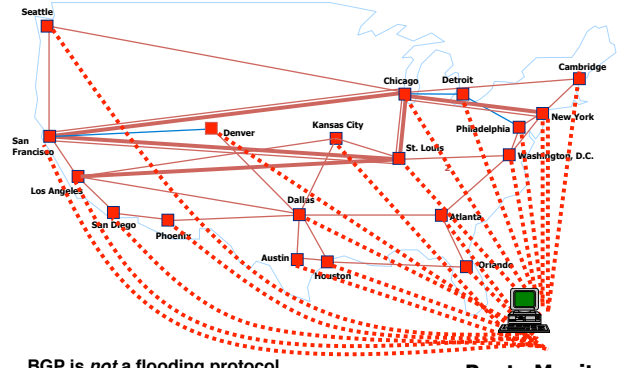 Seattle
Cambridge
Chicago
Detroit
New York
Kansas City
Philadelphia
Denver
San
Francisco
St. Louis
Washington, D.C.
2
Los Angeles
Dallas
San Diego
Atlanta
Phoenix
Austin
Orlando
Houston
BGP is not a flooding protocol